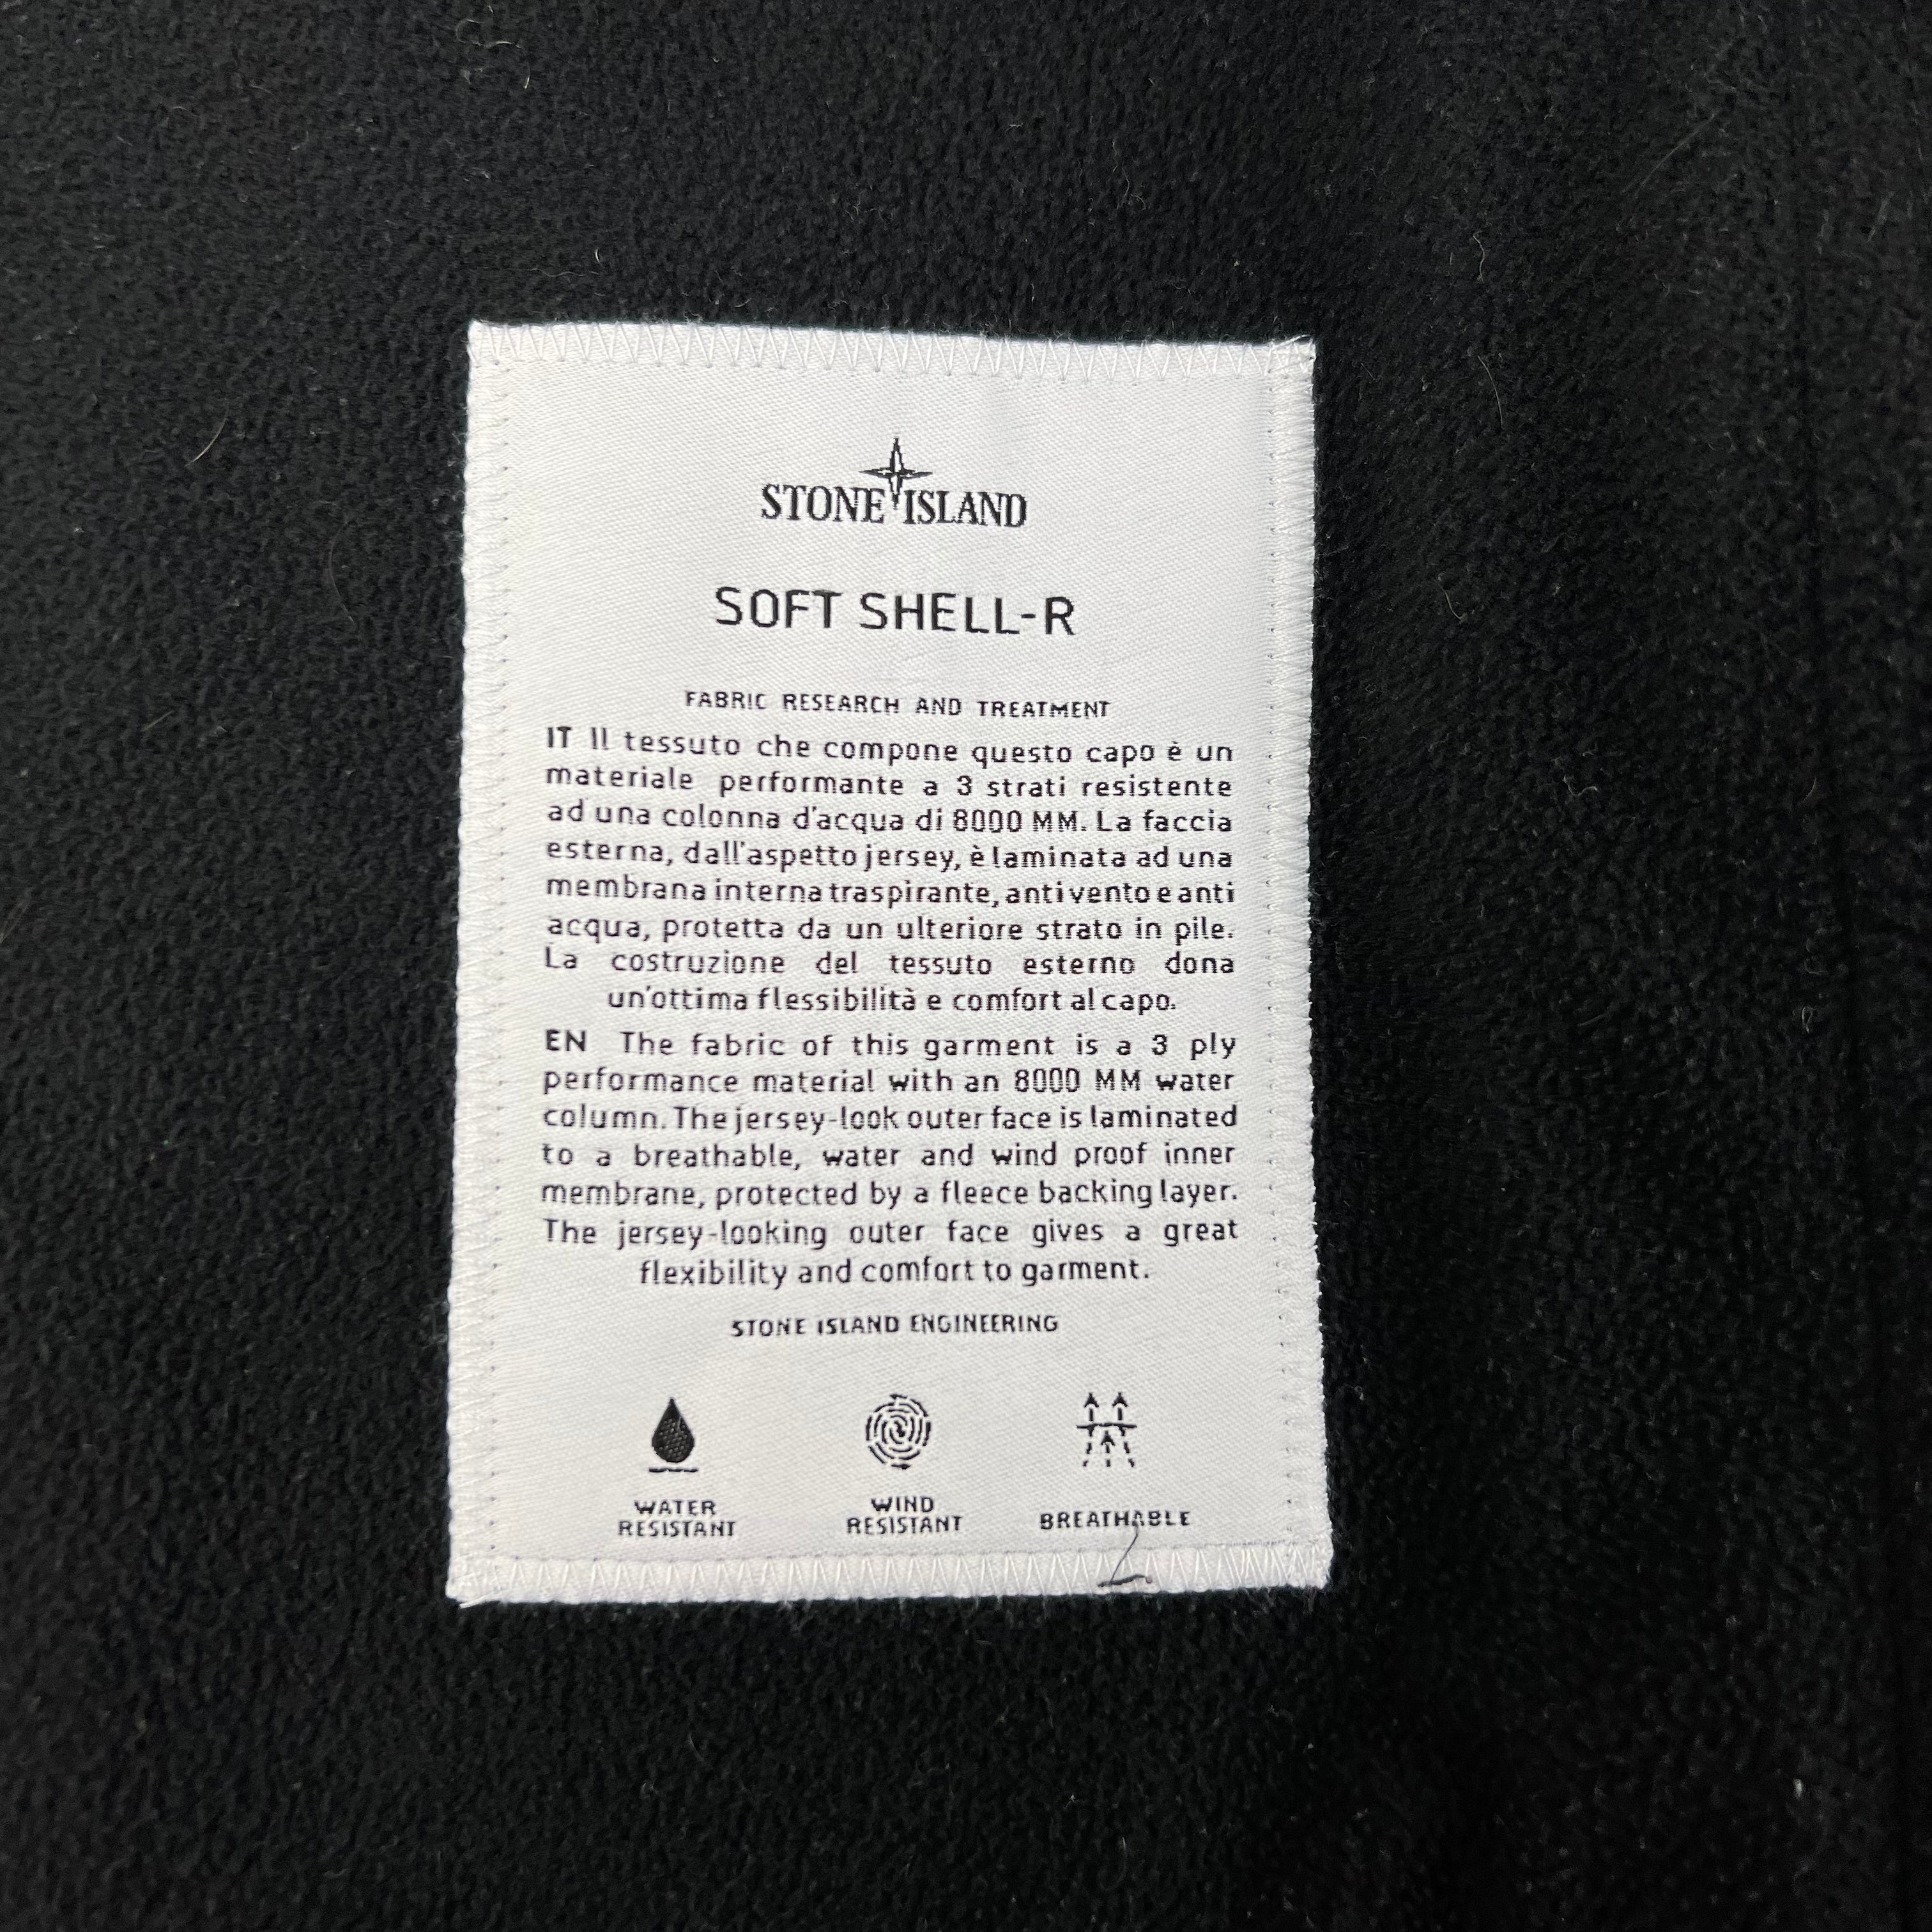 STONE ISLAND
SOFT SHELL-R
FABRIC RESEARCH AND TREATMENT
IT Il tessuto che compone questo capo è un
materiale performante a 3 strati resistente
ad una colonna d'acqua di 8000 MM. La faccia
esterna, dall'aspetto jersey, è laminata ad una
membrana interna traspirante, antivento e anti
acqua, protetta da un ulteriore strato in pile.
La costruzione del tessuto esterno dona
un'ottima flessibilità e comfort al capo.
EN The fabric of this garment is a 3 ply
performance material with an 8000 MM water
column. The jersey-look outer face is laminated
to a breathable, water and wind proof inner
membrane, protected by a fleece backing layer.
The jersey-looking outer face gives a great
flexibility and comfort to garment.
STONE ISLAND ENGINEERING
WATER
RESISTANT
WIND
RESISTANT
BREATHABLE